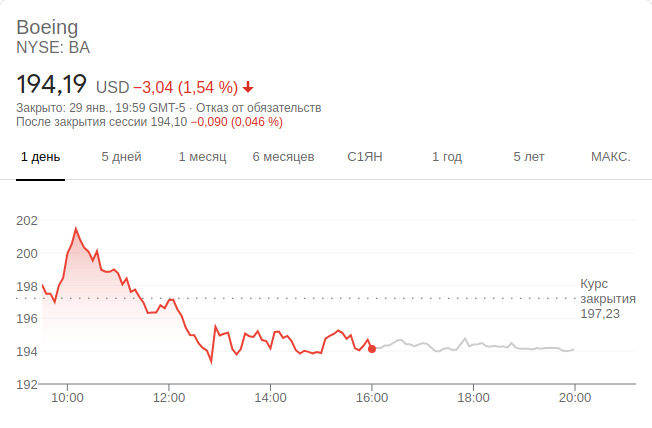 Boeing
NYSE: BA
194,19 USD −3,04 (1,54 %)
Закрыто: 29 янв., 19:59 GMT-5 · Отказ от обязательств
После закрытия сессии 194,10 −0,090 (0,046 %)
1 день 5 дней 1 месяц 6 месяцев С1ЯН 1 год 5 лет МАКС.
202
200
198
196
194
192
Курс
закрытия
197,23
10:00 12:00 14:00 16:00 18:00 20:00